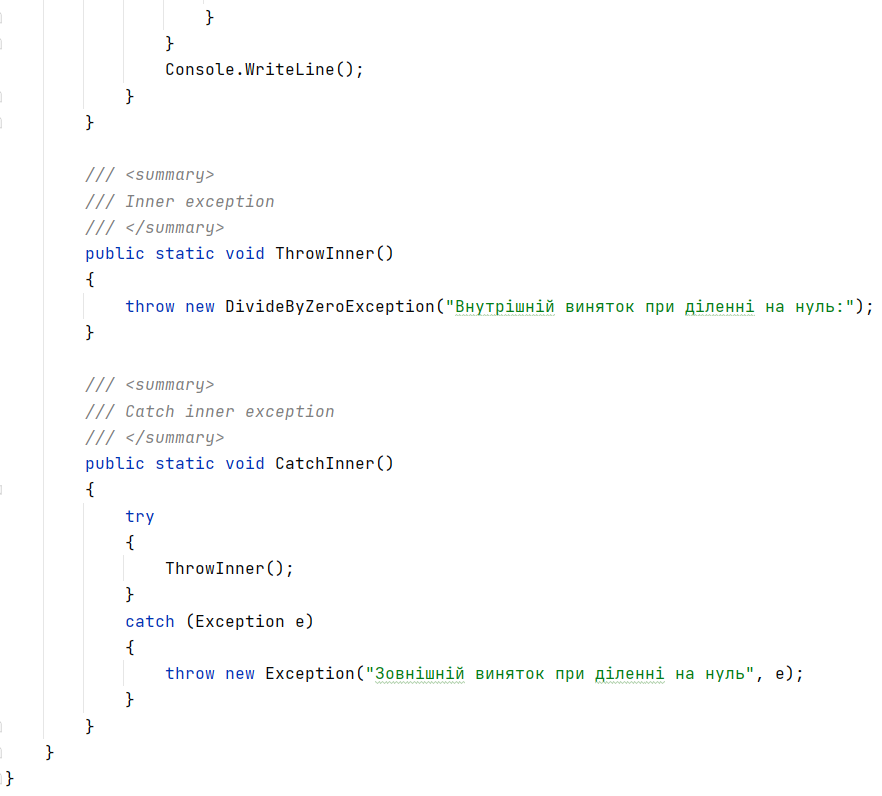 }
}
Console.WriteLine();
}
}
/// <summary>
/// Inner exception
/// </summary>
public static void ThrowInner()
{
throw new DivideByZeroException("Внутрішній виняток при діленні на нуль:");
}
/// <summary>
/// Catch inner exception
/// </summary>
public static void CatchInner()
{
try
{
ThrowInner();
}
catch (Exception e)
{
throw new Exception("Зовнішній виняток при діленні на нуль", e);
}
}
}
}